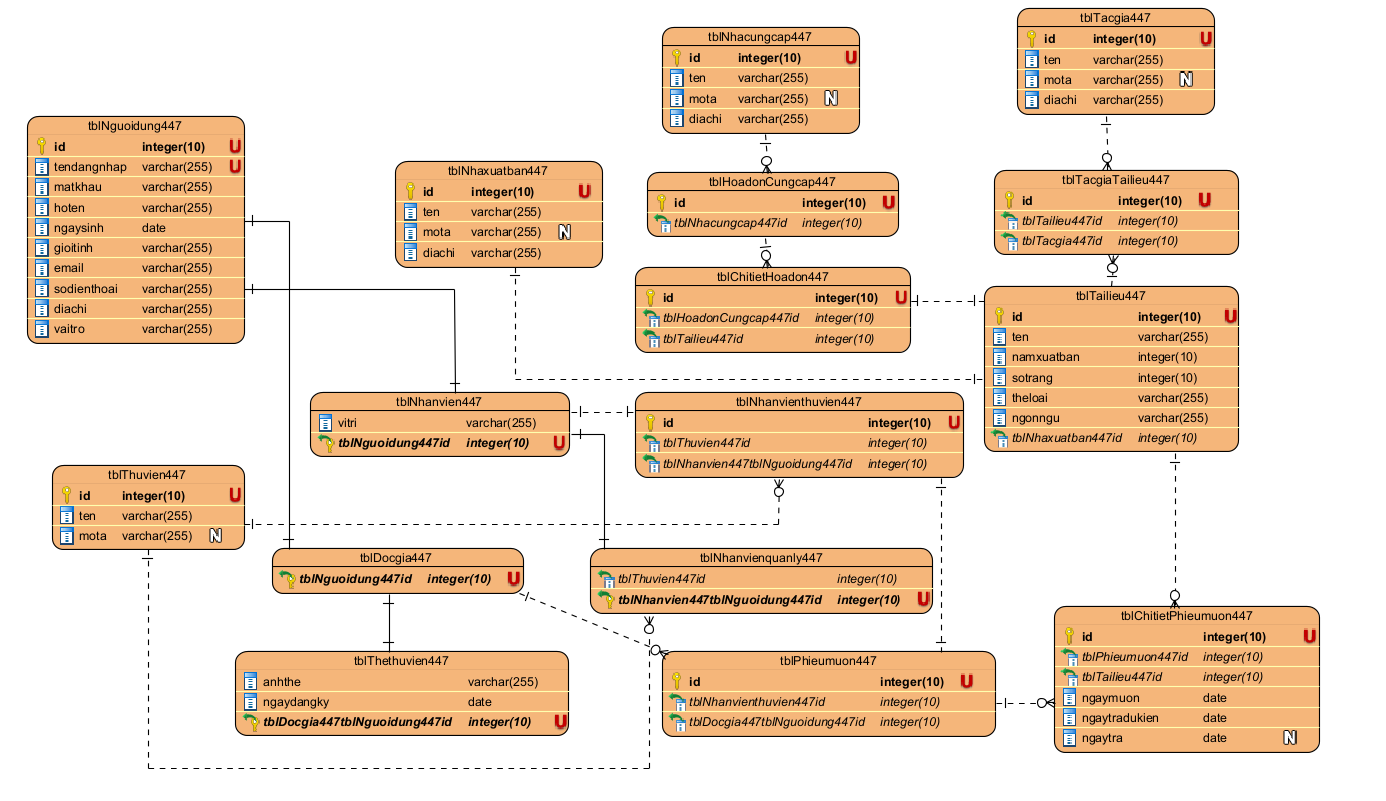 tblNguoidung447
id integer(10) U
tendangnhap varchar(255) U
matkhau varchar(255)
hoten varchar(255)
ngaysinh date
gioitinh varchar(255)
email varchar(255)
sodienthoai varchar(255)
diachi varchar(255)
vaitro varchar(255)
tblNhaxuatban447
id integer(10) U
ten varchar(255)
mota varchar(255) N
diachi varchar(255)
tblNhacungcap447
id integer(10) U
ten varchar(255)
mota varchar(255) N
diachi varchar(255)
tblHoadonCungcap447
id integer(10) U
tblNhacungcap447id integer(10)
tblChitietHoadon447
id integer(10) U
tblHoadonCungcap447id integer(10)
tblTailieu447id integer(10)
tblTacgia447
id integer(10) U
ten varchar(255)
mota varchar(255) N
diachi varchar(255)
tblTacgiaTailieu447
id integer(10) U
tblTailieu447id integer(10)
tblTacgia447id integer(10)
tblTailieu447
id integer(10) U
ten varchar(255)
namxuatban integer(10)
sotrang integer(10)
theloai varchar(255)
ngonngu varchar(255)
tblNhaxuatban447id integer(10)
tblNhanvien447
vitri varchar(255)
tblNguoidung447id integer(10) U
tblNhanvienthuvien447
id integer(10) U
tblThuvien447id integer(10)
tblNhanvien447tblNguoidung447id integer(10)
tblThuvien447
id integer(10) U
ten varchar(255)
mota varchar(255) N
tblDocgia447
tblNguoidung447id integer(10) U
tblNhanvienquanly447
tblThuvien447id integer(10)
tblNhanvien447tblNguoidung447id integer(10) U
tblThethuvien447
anhthe varchar(255)
ngaydangky date
tblDocgia447tblNguoidung447id integer(10) U
tblPhieumuon447
id integer(10) U
tblNhanvienthuvien447id integer(10)
tblDocgia447tblNguoidung447id integer(10)
tblChitietPhieumuon447
id integer(10) U
tblPhieumuon447id integer(10)
tblTailieu447id integer(10)
ngaymuon date
ngaytradukien date
ngaytra date N